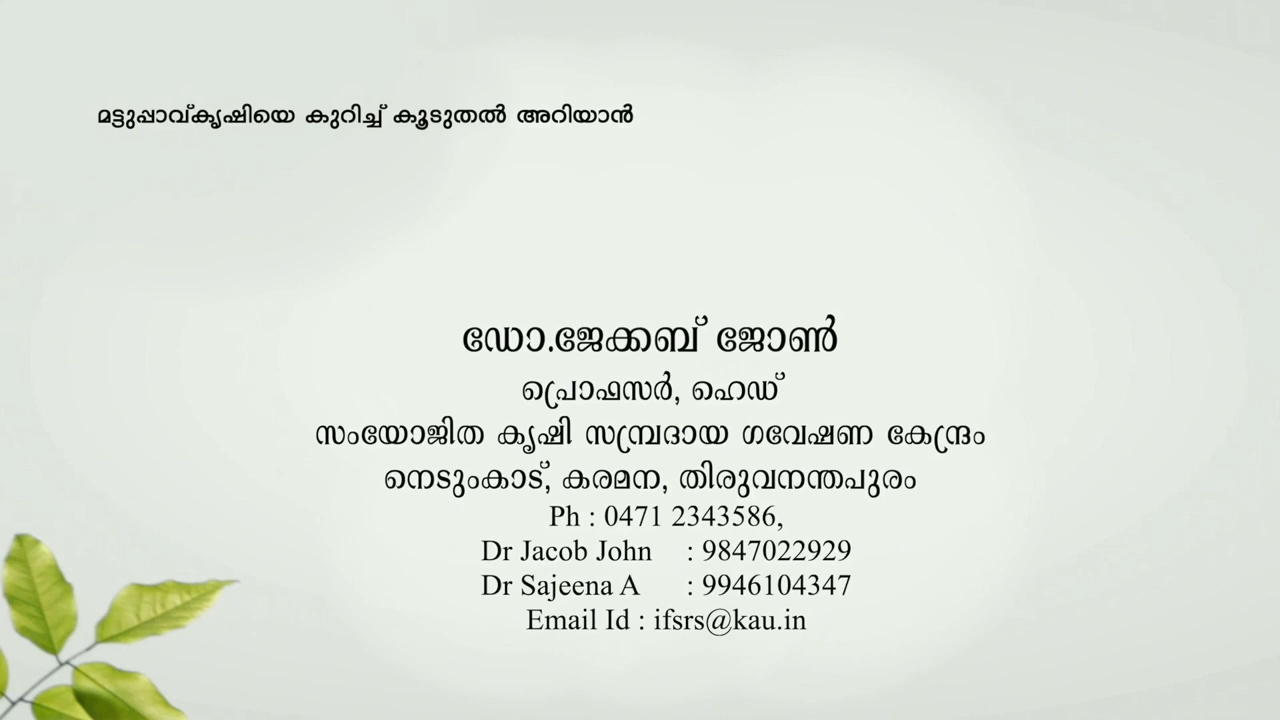 മട്ടുപ്പാവ്കൃഷിയെ കുറിച്ച് കൂടുതൽ അറിയാൻ
ഡോ.ജേക്കബ് ജോൺ
പ്രൊഫസർ, ഹെഡ്
സംയോജിത കൃഷി സമ്പ്രദായ ഗവേഷണ കേന്ദ്രം
നെടുംകാട്, കരമന, തിരുവനന്തപുരം
Ph : 0471 2343586,
Dr Jacob John : 9847022929
Dr Sajeena A : 9946104347
Email Id : ifsrs@kau.in